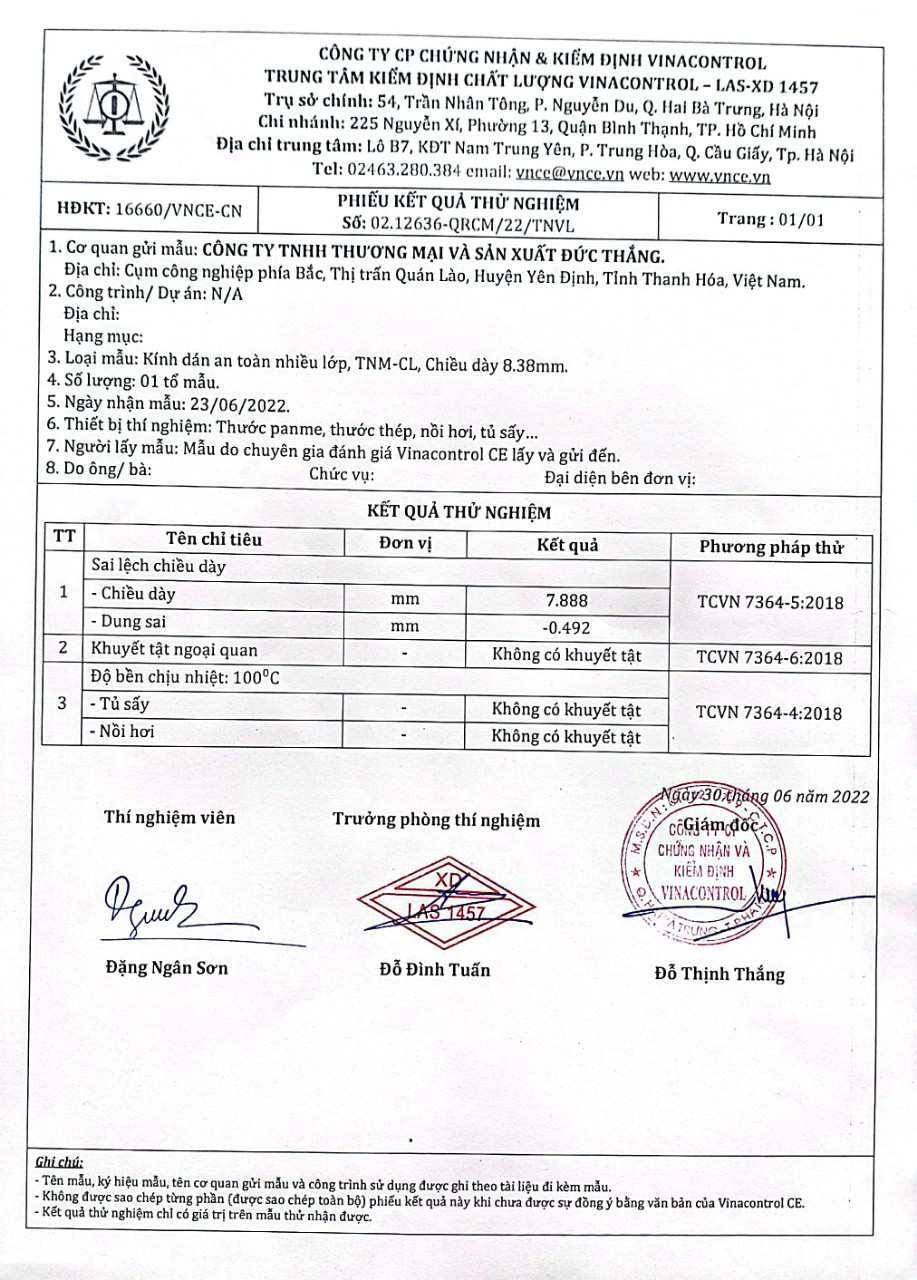 CÔNG TY CP CHỨNG NHẬN & KIỂM ĐỊNH VINACONTROL
TRUNG TÂM KIỂM ĐỊNH CHẤT LƯỢNG VINACONTROL – LAS-XD 1457
Trụ sở chính: 54, Trần Nhân Tông, P. Nguyễn Du, Q. Hai Bà Trưng, Hà Nội
Chi nhánh: 225 Nguyễn Xí, Phường 13, Quận Bình Thạnh, TP. Hồ Chí Minh
Địa chỉ trung tâm: Lô B7, KĐT Nam Trung Yên, P. Trung Hòa, Q. Cầu Giấy, Tp. Hà Nội
Tel: 02463.280.384 email: vnce@vnce.vn web: www.vnce.vn
HĐKT: 16660/VNCE-CN
PHIẾU KẾT QUẢ THỬ NGHIỆM
Số: 02.12636-QRCM/22/TNVL
Trang : 01/01
1. Cơ quan gửi mẫu: CÔNG TY TNHH THƯƠNG MẠI VÀ SẢN XUẤT ĐỨC THẮNG.
Địa chỉ: Cụm công nghiệp phía Bắc, Thị trấn Quán Lào, Huyện Yên Định, Tỉnh Thanh Hóa, Việt Nam.
2. Công trình/ Dự án: N/A
Địa chỉ:
Hạng mục:
3. Loại mẫu: Kính dán an toàn nhiều lớp, TNM-CL, Chiều dày 8.38mm.
4. Số lượng: 01 tổ mẫu.
5. Ngày nhận mẫu: 23/06/2022.
6. Thiết bị thí nghiệm: Thước panme, thước thép, nồi hơi, tủ sấy...
7. Người lấy mẫu: Mẫu do chuyên gia đánh giá Vinacontrol CE lấy và gửi đến.
8. Do ông/ bà: Chức vụ: Đại diện bên đơn vị:
KẾT QUẢ THỬ NGHIỆM
TT Tên chỉ tiêu Đơn vị Kết quả Phương pháp thử
Sai lệch chiều dày
1 - Chiều dày mm 7.888 TCVN 7364-5:2018
- Dung sai mm -0.492
2 Khuyết tật ngoại quan - Không có khuyết tật TCVN 7364-6:2018
Độ bền chịu nhiệt: 100⁰C
3 - Tủ sấy - Không có khuyết tật TCVN 7364-4:2018
- Nồi hơi - Không có khuyết tật
Ngày 30 tháng 06 năm 2022
Thí nghiệm viên Trưởng phòng thí nghiệm Giám đốc
CÔNG TY CP
CHỨNG NHẬN VÀ
KIỂM ĐỊNH
VINACONTROL
XD
LAS 1457
Đặng Ngân Sơn Đỗ Đình Tuấn Đỗ Thịnh Thắng
Ghi chú:
- Tên mẫu, ký hiệu mẫu, tên cơ quan gửi mẫu và công trình sử dụng được ghi theo tài liệu đi kèm mẫu.
- Không được sao chép từng phần (được sao chép toàn bộ) phiếu kết quả này khi chưa được sự đồng ý bằng văn bản của Vinacontrol CE.
- Kết quả thử nghiệm chỉ có giá trị trên mẫu thử nhận được.